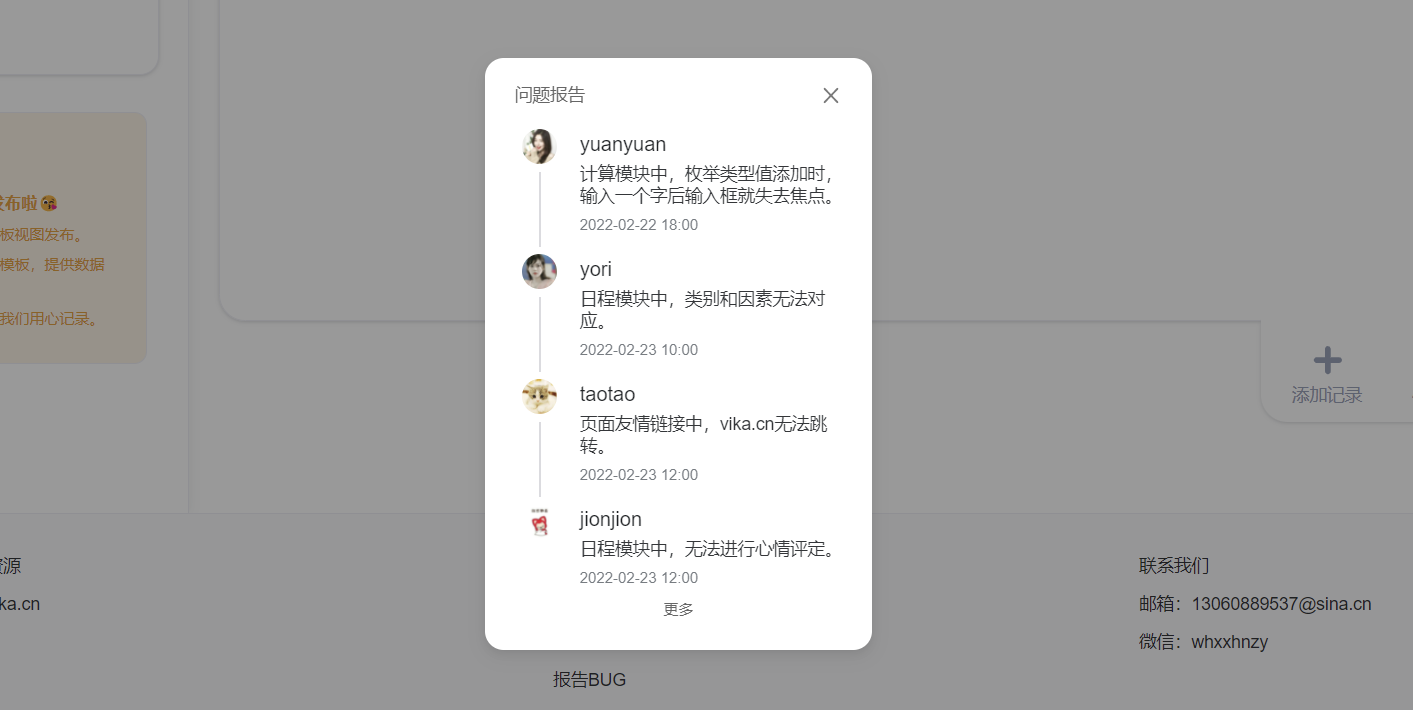 问题报告
yuanyuan
计算模块中，枚举类型值添加时，
输入一个字后输入框就失去焦点。
2022-02-22 18:00
yori
日程模块中，类别和因素无法对
应。
2022-02-23 10:00
taotao
页面友情链接中，vika.cn无法跳
转。
2022-02-23 12:00
jionjion
日程模块中，无法进行心情评定。
2022-02-23 12:00
更多
发布啦😘
板视图发布。
模板，提供数据
我们用心记录。
添加记录
资源
ka.cn
报告BUG
联系我们
邮箱：13060889537@sina.cn
微信：whxxhnzy